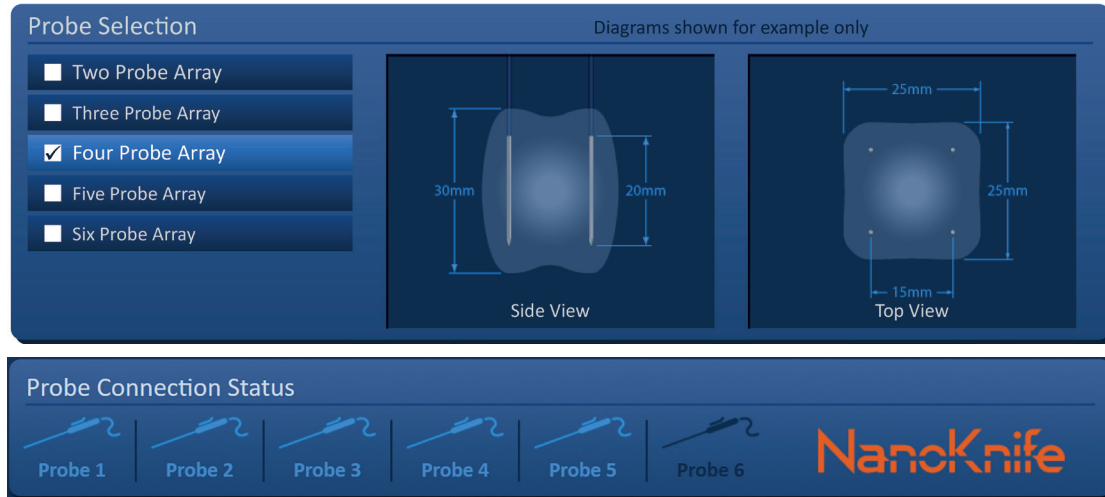 Probe Selection
Diagrams shown for example only
Two Probe Array
Three Probe Array
Four Probe Array
Five Probe Array
Six Probe Array
30mm
20mm
Side View
25mm
25mm
15mm
Top View
Probe Connection Status
Probe 1
Probe 2
Probe 3
Probe 4
Probe 5
Probe 6
NanoKnife